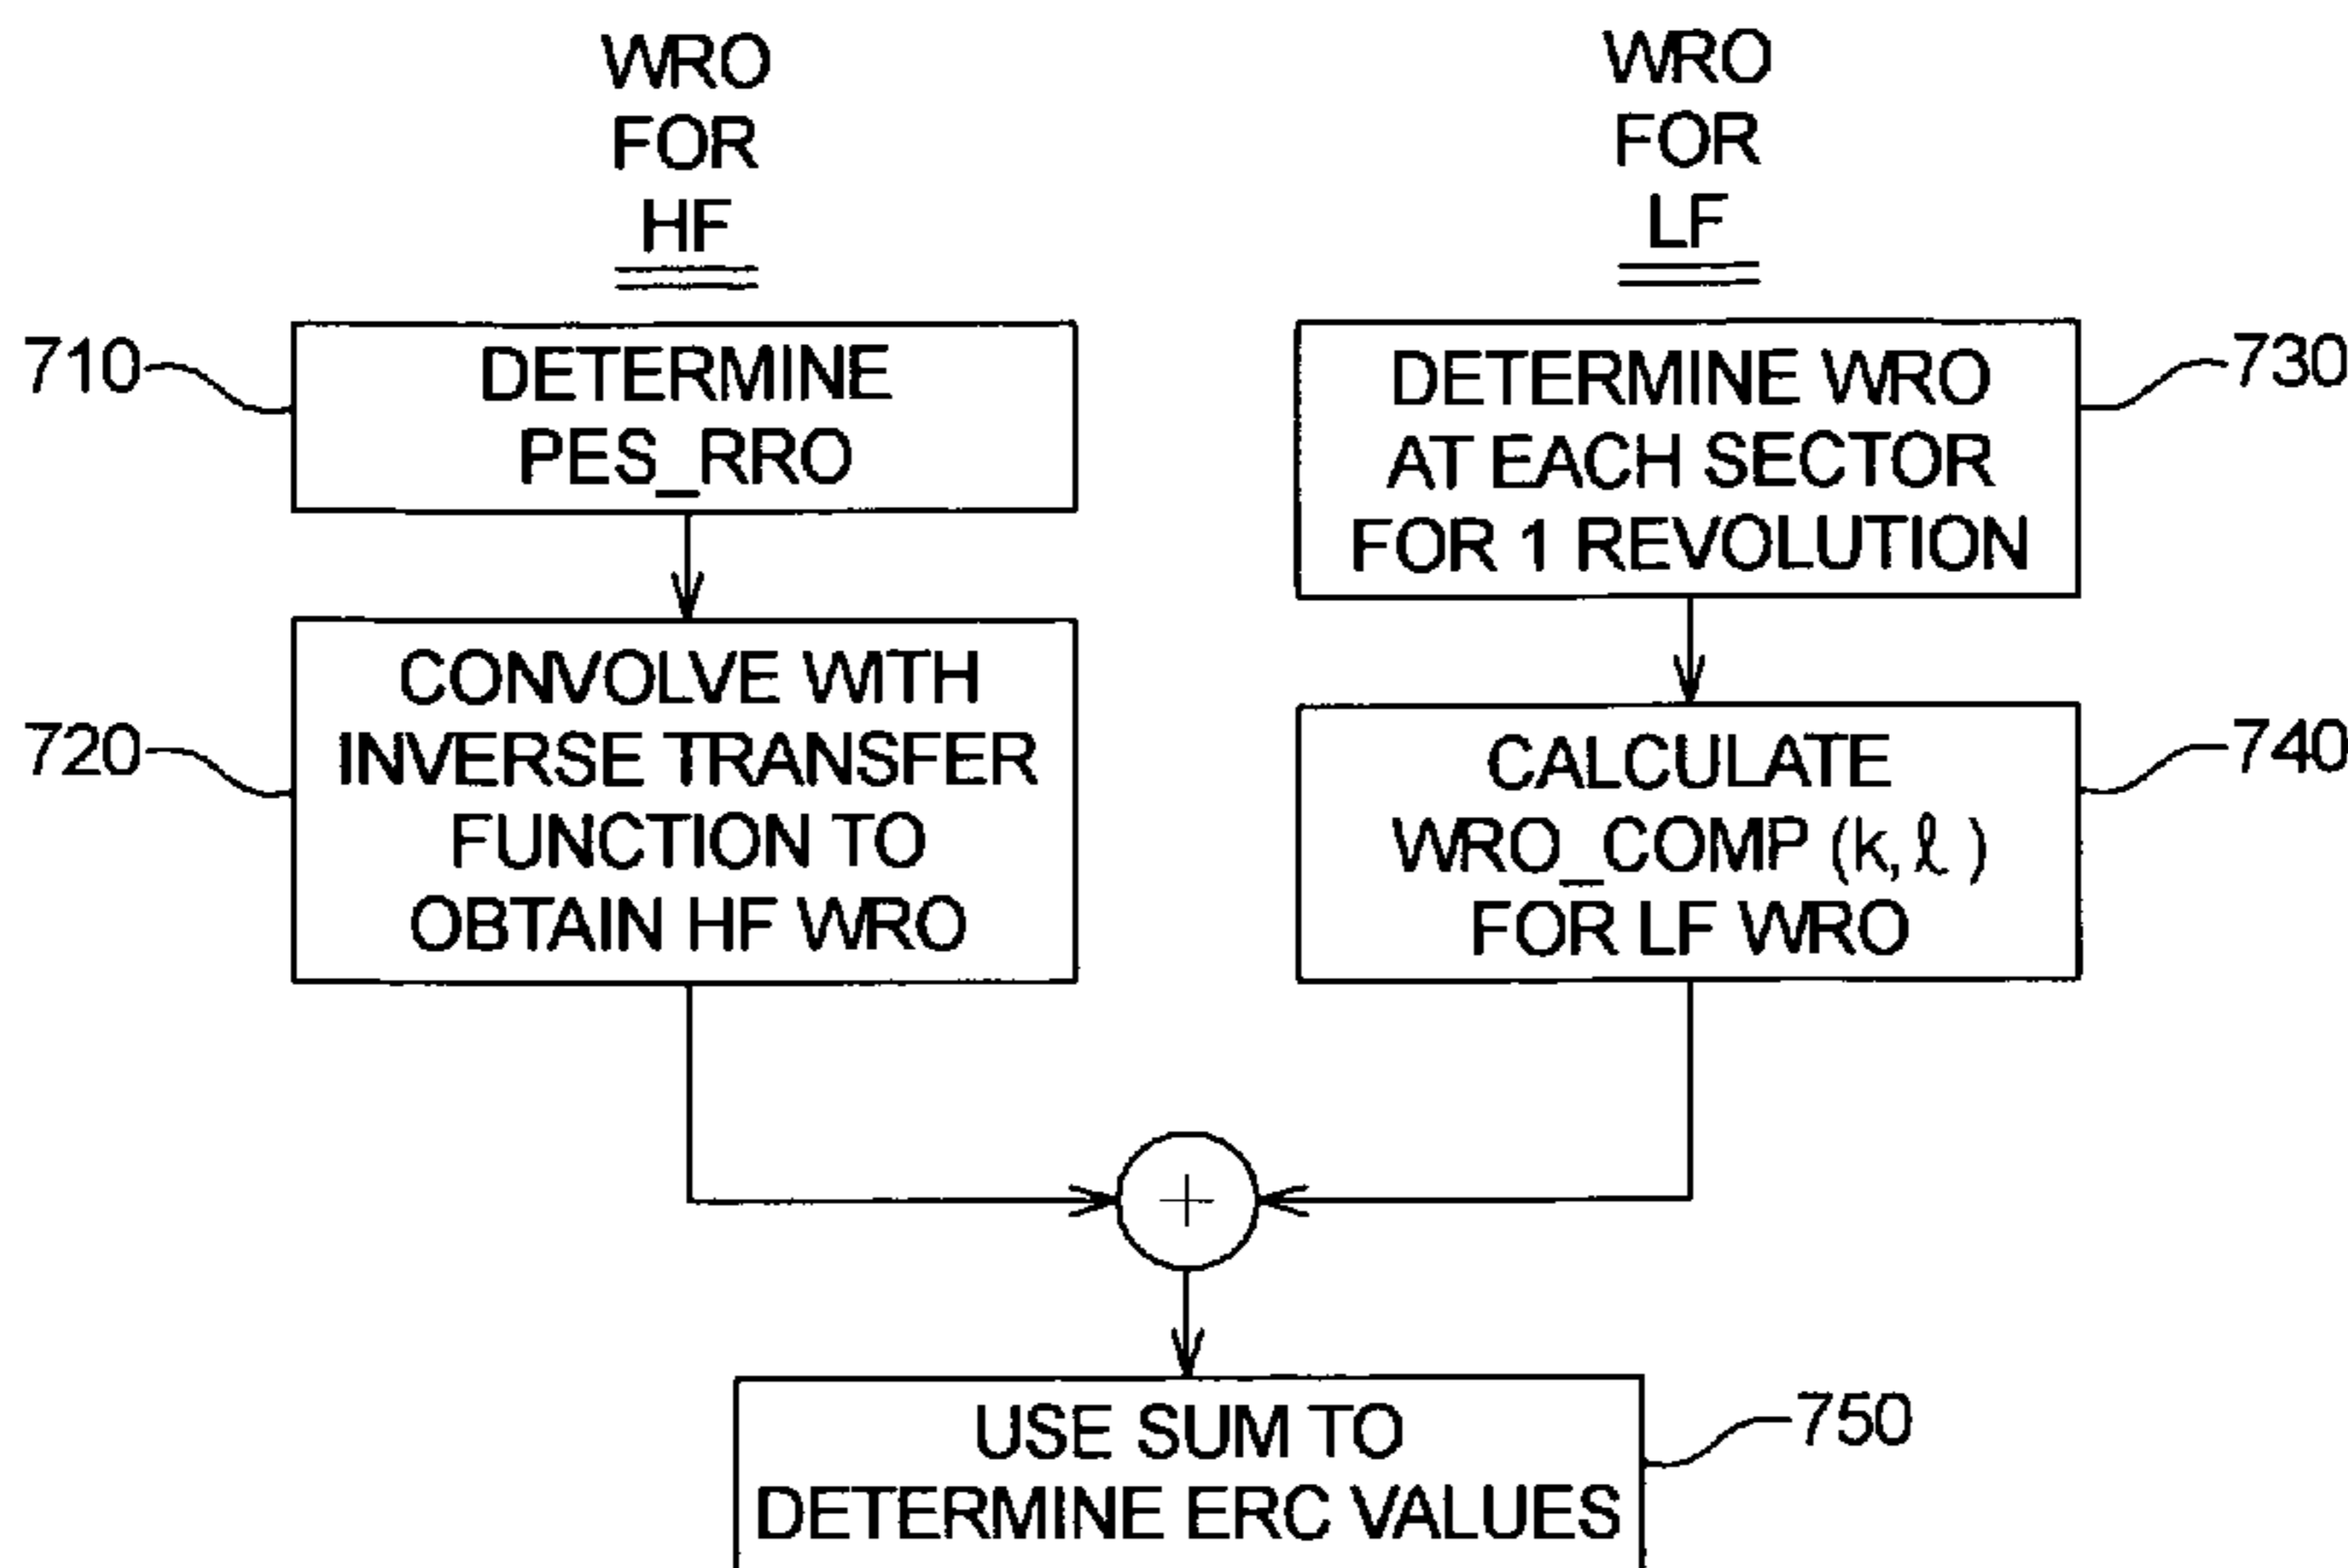 WRO
FOR
HF
710
DETERMINE
PES_RRO
720
CONVOLVE WITH
INVERSE TRANSFER
FUNCTION TO
OBTAIN HF WRO
WRO
FOR
LF
730
DETERMINE WRO
AT EACH SECTOR
FOR 1 REVOLUTION
740
CALCULATE
WRO_COMP (k, ℓ )
FOR LF WRO
+
750
USE SUM TO
DETERMINE ERC VALUES